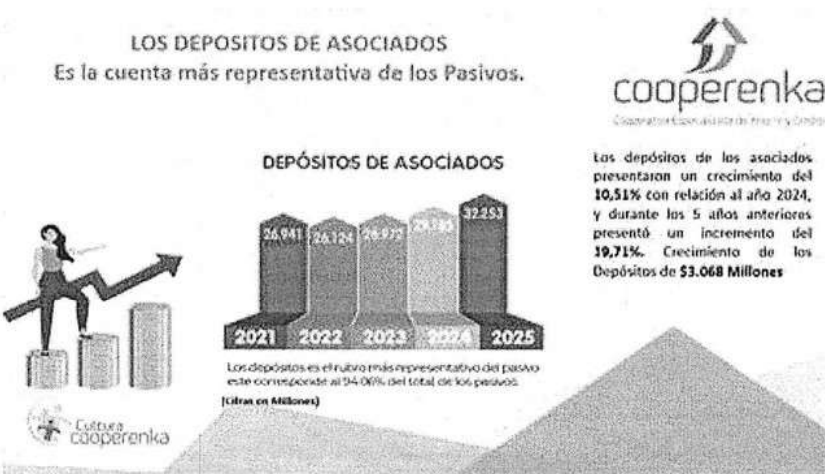 LOS DEPOSITOS DE ASOCIADOS
Es la cuenta más representativa de los Pasivos.
cooperenka
DEPÓSITOS DE ASOCIADOS
26.941
26.124
32.253
2021
2022
2023
2024
2025
Los depósitos es el rubro más representativo del pasivo
este corresponde al 94.06% del total de los pasivos.
(Cifras en Millones)
Los depósitos de los asociados
presentaron un crecimiento del
10,51% con relación al año 2024,
y durante los 5 años anteriores
presentó un incremento del
19,71%. Crecimiento de los
Depósitos de $3.068 Millones
Cultura
cooperenka